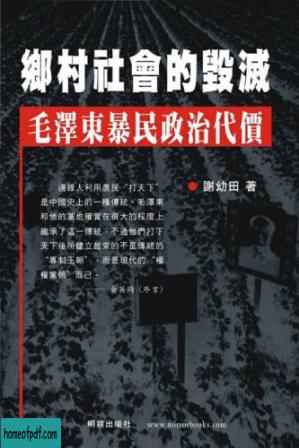 鄉村社會的毀滅
毛澤東暴民政治代價
●謝幼田 著
邊緣人利用農民“打天下”
是中國史上的一種傳統。毛澤東
和他的黨也確實在很大的程度上
繼承了這一傳統，不過他們打下
天下後所建立起來的不是傳統的
“專制王朝”，而是現代的“極
權黨朝”而已。
——余英時（序言）
明鏡出版社 www.mirrorbooks.com
www.
homeofpdf.
com